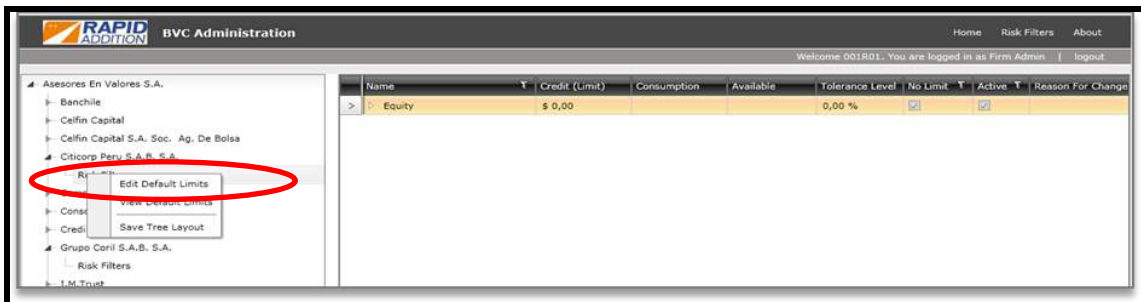 RAPID
ADDITION
BVC Administration
Home Risk Filters About
Welcome 001R01, You are logged in as Firm Admin | logout
Asesores En Valores S.A.
Name Credit (Limit) Consumption Available Tolerance Level No Limit Active Reason For Change
Banchile
> Equity $ 0,00 0,00 %
Celfin Capital
Celfin Capital S.A. Soc. Ag. De Bolsa
Citicorp Peru S.A.B. S.A.
Edit Default Limits
View Default Limits
Save Tree Layout
Grupo Coril S.A.B. S.A.
Risk Filters
I.M.Trust